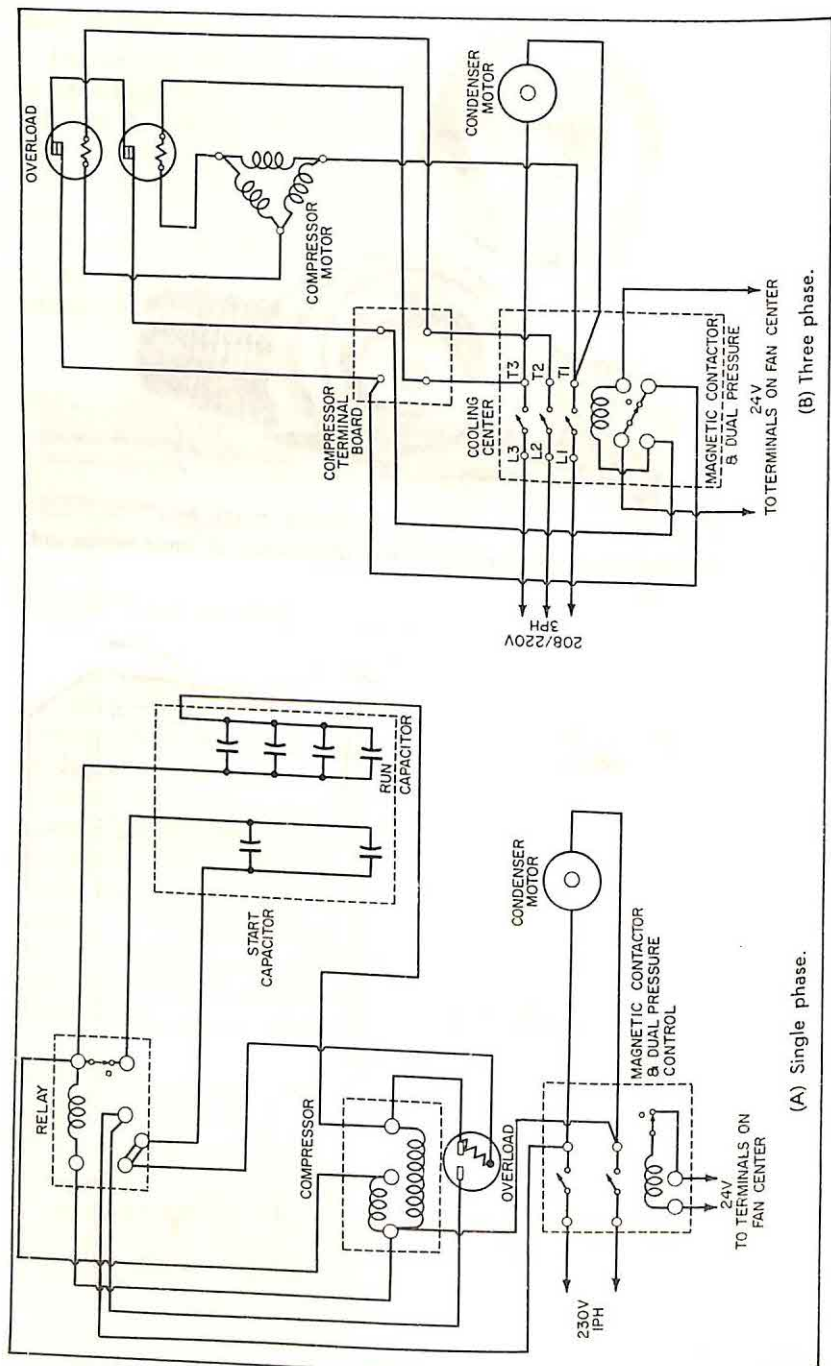 RELAY
START
CAPACITOR
RUN
CAPACITOR
COMPRESSOR
OVERLOAD
CONDENSER
MOTOR
MAGNETIC CONTACTOR
& DUAL PRESSURE
CONTROL
230V
1PH
24V
TO TERMINALS ON
FAN CENTER
(A) Single phase.
OVERLOAD
COMPRESSOR
MOTOR
COMPRESSOR
TERMINAL
BOARD
CONDENSER
MOTOR
COOLING
CENTER
L3
T3
L2
T2
L1
T1
208/220V
3PH
MAGNETIC CONTACTOR
& DUAL PRESSURE
24V
TO TERMINALS ON FAN CENTER
(B) Three phase.